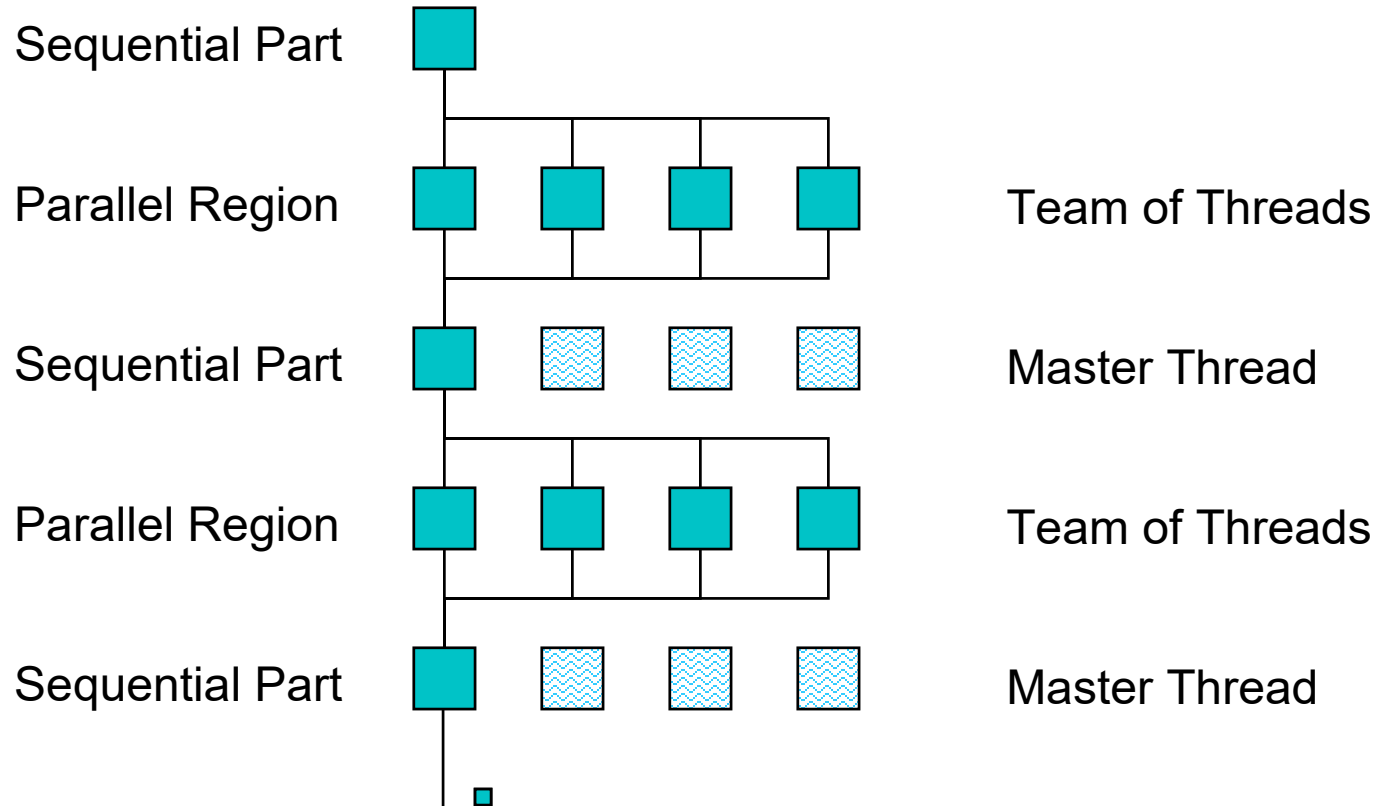 Sequential Part
Parallel Region
Team of Threads
Sequential Part
Master Thread
Parallel Region
Team of Threads
Sequential Part
Master Thread